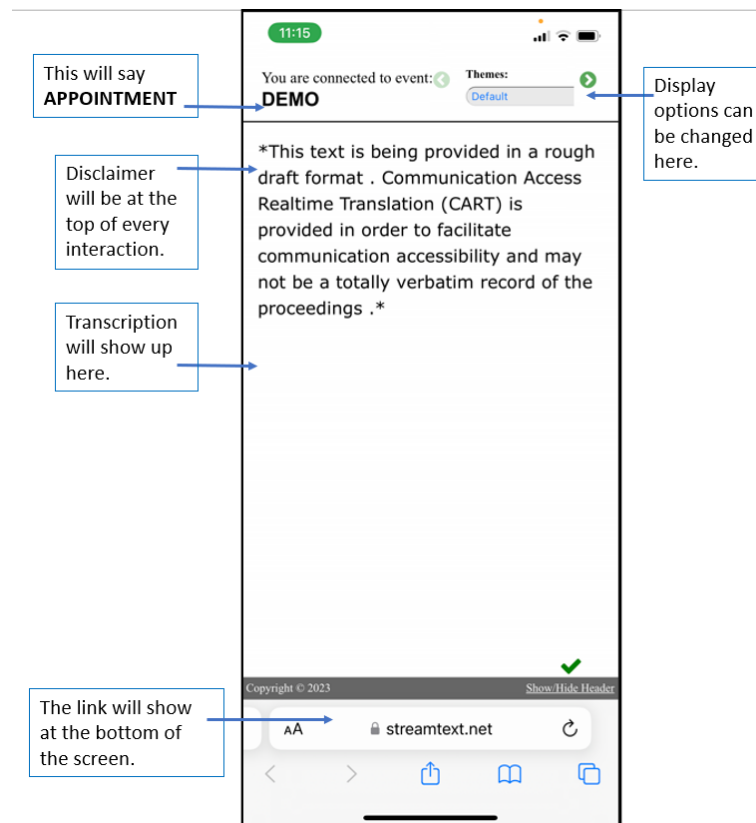 11:15
This will say
APPOINTMENT
You are connected to event:
DEMO
Themes:
Default
Display
options can
be changed
here.
Disclaimer
will be at the
top of every
interaction.
*This text is being provided in a rough
draft format . Communication Access
Realtime Translation (CART) is
provided in order to facilitate
communication accessibility and may
not be a totally verbatim record of the
proceedings .*
Transcription
will show up
here.
Copyright © 2023
Show/Hide Header
The link will show
at the bottom of
the screen.
AA
streamtext.net